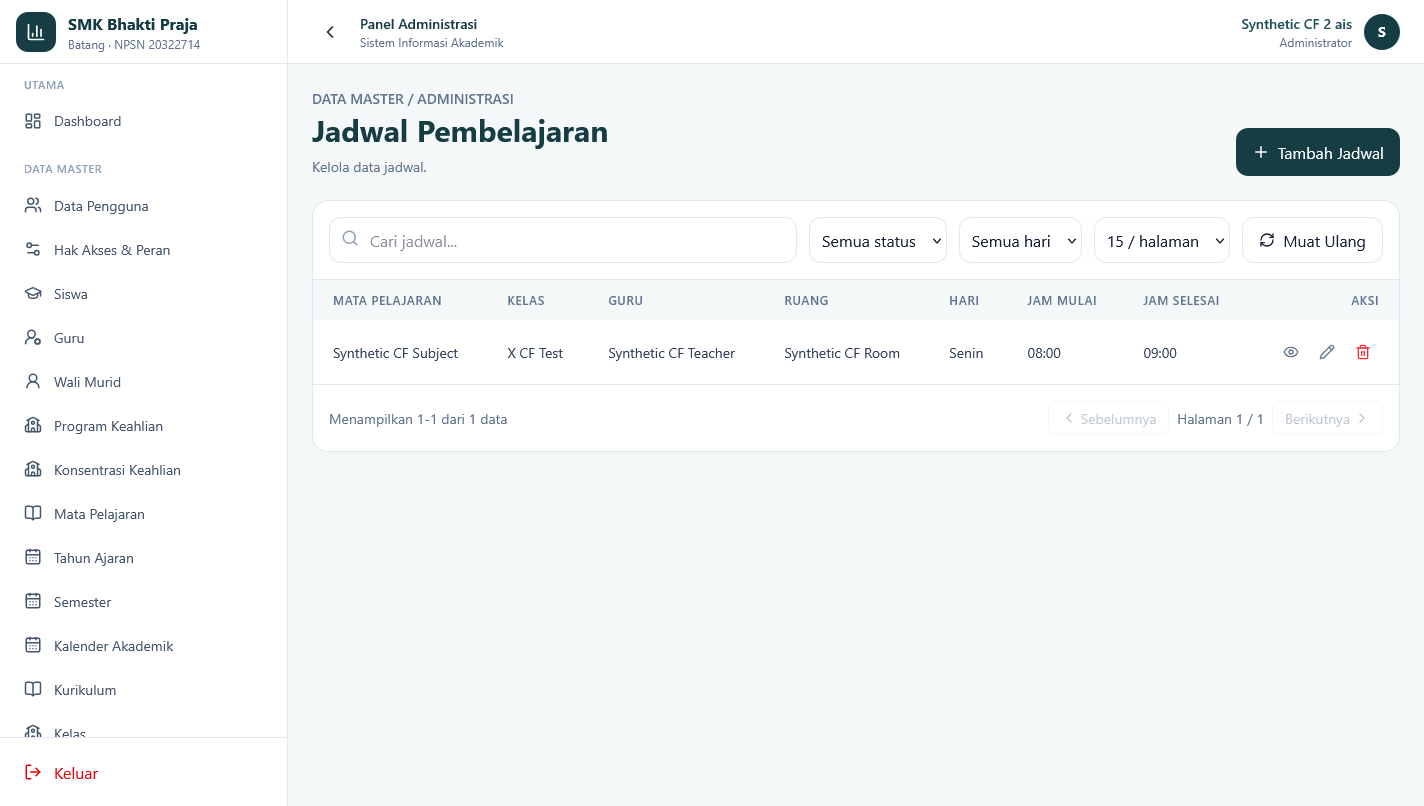 SMK Bhakti Praja
Batang · NPSN 20322714
UTAMA
Dashboard
DATA MASTER
Data Pengguna
Hak Akses & Peran
Siswa
Guru
Wali Murid
Program Keahlian
Konsentrasi Keahlian
Mata Pelajaran
Tahun Ajaran
Semester
Kalender Akademik
Kurikulum
Kelas
Keluar
Panel Administrasi
Sistem Informasi Akademik
Synthetic CF 2 ais
Administrator
S
DATA MASTER / ADMINISTRASI
Jadwal Pembelajaran
Kelola data jadwal.
Tambah Jadwal
Cari jadwal... Semua status Semua hari 15 / halaman Muat Ulang
MATA PELAJARAN KELAS GURU RUANG HARI JAM MULAI JAM SELESAI AKSI
Synthetic CF Subject X CF Test Synthetic CF Teacher Synthetic CF Room Senin 08:00 09:00
Menampilkan 1-1 dari 1 data Sebelumnya Halaman 1 / 1 Berikutnya